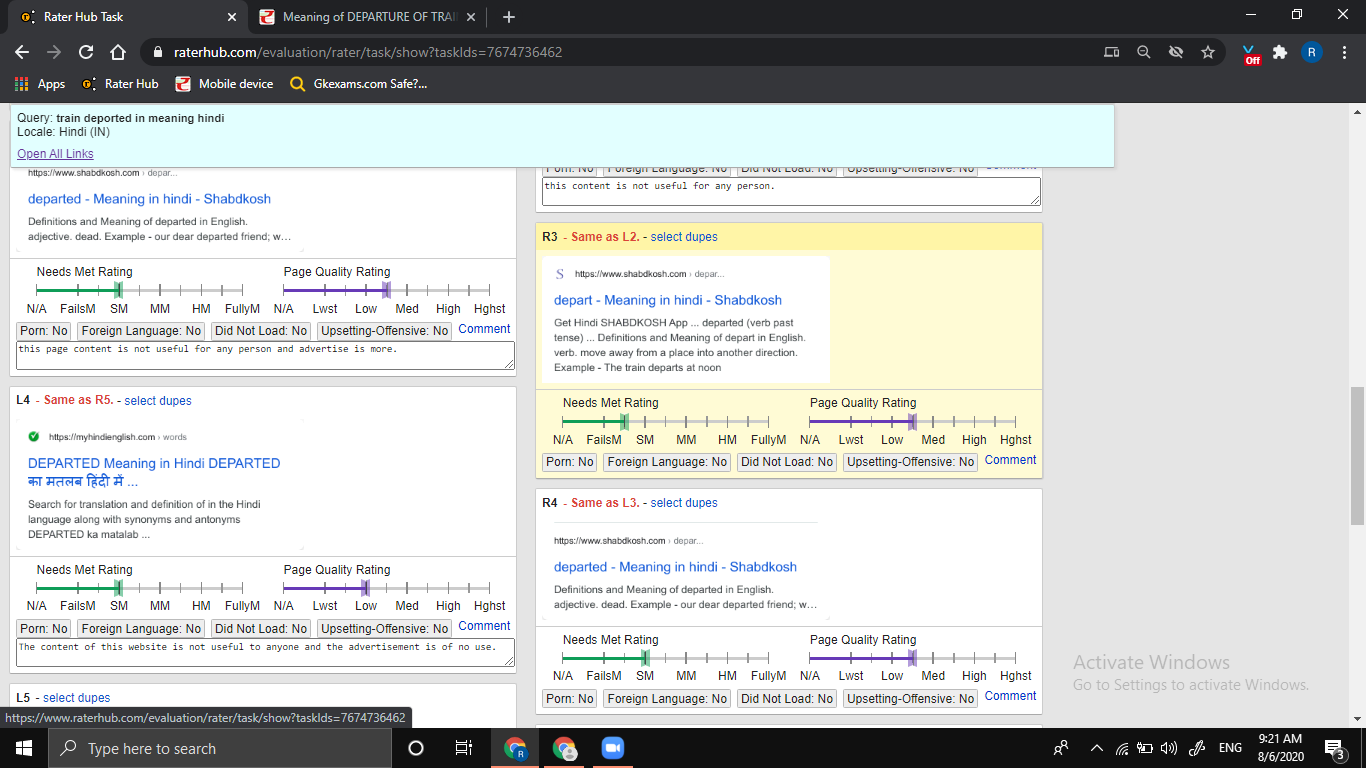 Rater Hub Task
Meaning of DEPARTURE OF TRAI
raterhub.com/evaluation/rater/task/show?taskIds=7674736462
Off
R
Apps
Rater Hub
Mobile device
Gkexams.com Safe?...
Query: train deported in meaning hindi
Locale: Hindi (IN)
Open All Links
https://www.shabdkosh.com › depar...
departed - Meaning in hindi - Shabdkosh
Definitions and Meaning of departed in English.
adjective. dead. Example - our dear departed friend; w...
Needs Met Rating
Page Quality Rating
N/A FailsM SM MM HM FullyM
N/A Lwst Low Med High Hghst
Porn: No Foreign Language: No Did Not Load: No Upsetting-Offensive: No Comment
this page content is not useful for any person and advertise is more.
L4 - Same as R5. - select dupes
https://myhindienglish.com › words
DEPARTED Meaning in Hindi DEPARTED
का मतलब हिंदी में ...
Search for translation and definition of in the Hindi
language along with synonyms and antonyms
DEPARTED ka matalab ...
Needs Met Rating
Page Quality Rating
N/A FailsM SM MM HM FullyM
N/A Lwst Low Med High Hghst
Porn: No Foreign Language: No Did Not Load: No Upsetting-Offensive: No Comment
The content of this website is not useful to anyone and the advertisement is of no use.
L5 - select dupes
https://www.raterhub.com/evaluation/rater/task/show?taskIds=7674736462
Porn: No Foreign Language: No Did Not Load: No Upsetting-Offensive: No Comment
this content is not useful for any person.
R3 - Same as L2. - select dupes
S
https://www.shabdkosh.com › depar...
depart - Meaning in hindi - Shabdkosh
Get Hindi SHABDKOSH App ... departed (verb past
tense) ... Definitions and Meaning of depart in English.
verb. move away from a place into another direction.
Example - The train departs at noon
Needs Met Rating
Page Quality Rating
N/A FailsM SM MM HM FullyM
N/A Lwst Low Med High Hghst
Porn: No Foreign Language: No Did Not Load: No Upsetting-Offensive: No Comment
R4 - Same as L3. - select dupes
https://www.shabdkosh.com › depar...
departed - Meaning in hindi - Shabdkosh
Definitions and Meaning of departed in English.
adjective. dead. Example - our dear departed friend; w...
Needs Met Rating
Page Quality Rating
N/A FailsM SM MM HM FullyM
N/A Lwst Low Med High Hghst
Porn: No Foreign Language: No Did Not Load: No Upsetting-Offensive: No Comment
Activate Windows
Go to Settings to activate Windows.
Type here to search
R
ENG
9:21 AM
8/6/2020
3